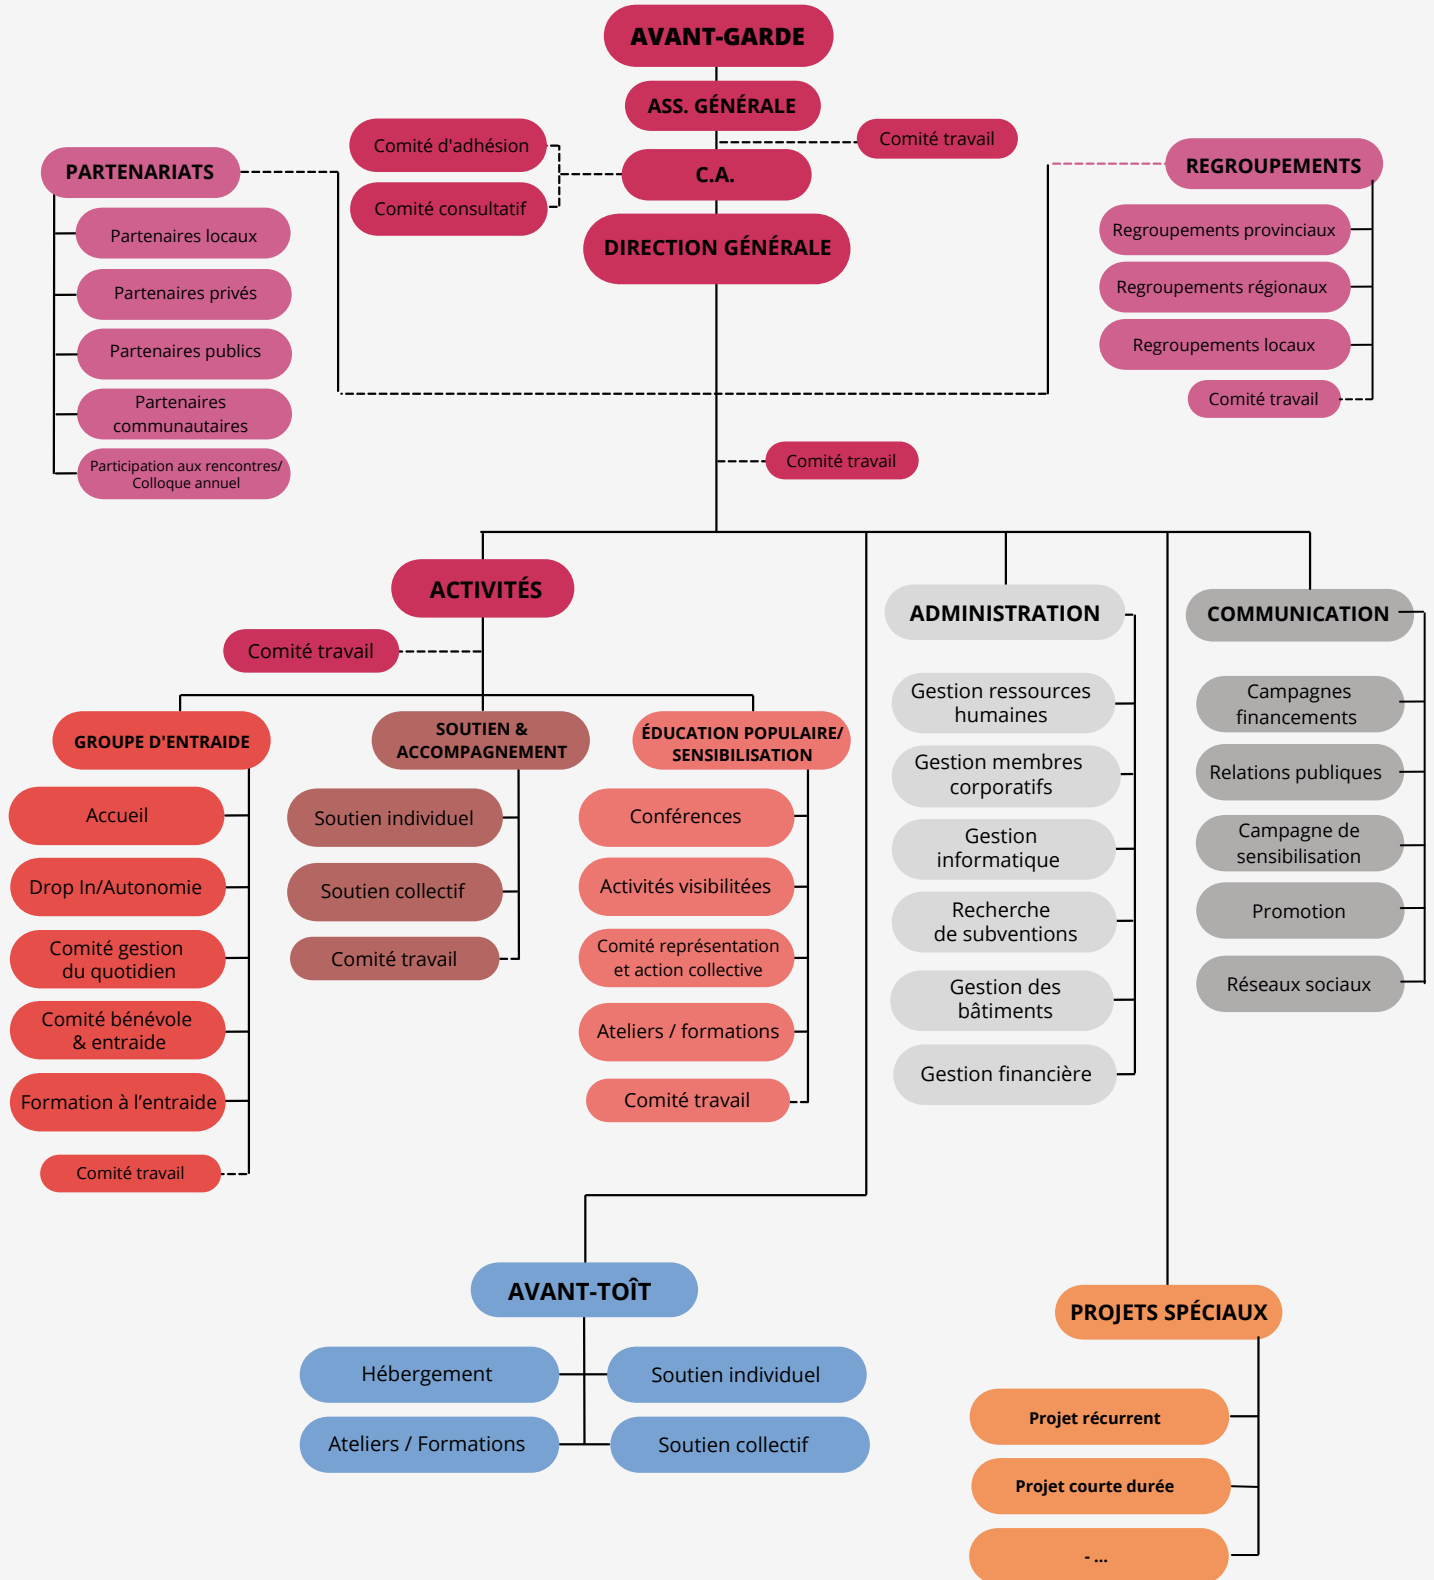 AVANT-GARDE
ASS. GÉNÉRALE
Comité travail
Comité d'adhésion
C.A.
Comité consultatif
DIRECTION GÉNÉRALE
PARTENARIATS
Partenaires locaux
Partenaires privés
Partenaires publics
Partenaires
communautaires
Participation aux rencontres/
Colloque annuel
REGROUPEMENTS
Regroupements provinciaux
Regroupements régionaux
Regroupements locaux
Comité travail
Comité travail
ACTIVITÉS
Comité travail
GROUPE D'ENTRAIDE
Accueil
Drop In/Autonomie
Comité gestion
du quotidien
Comité bénévole
& entraide
Formation à l’entraide
Comité travail
SOUTIEN &
ACCOMPAGNEMENT
Soutien individuel
Soutien collectif
Comité travail
ÉDUCATION POPULAIRE/
SENSIBILISATION
Conférences
Activités visibilitées
Comité représentation
et action collective
Ateliers / formations
Comité travail
ADMINISTRATION
Gestion ressources
humaines
Gestion membres
corporatifs
Gestion
informatique
Recherche
de subventions
Gestion des
bâtiments
Gestion financière
COMMUNICATION
Campagnes
financements
Relations publiques
Campagne de
sensibilisation
Promotion
Réseaux sociaux
AVANT-TOÎT
Hébergement
Soutien individuel
Ateliers / Formations
Soutien collectif
PROJETS SPÉCIAUX
Projet récurrent
Projet courte durée
- ...